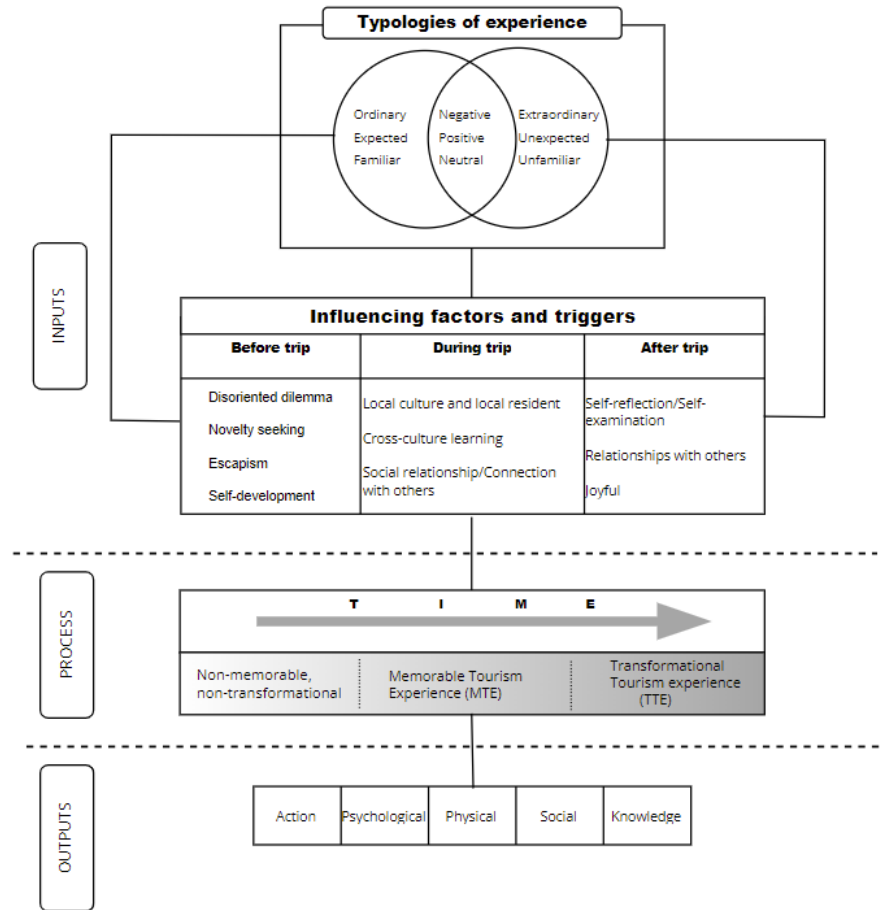 Typologies of experience
Ordinary
Expected
Familiar
Negative
Positive
Neutral
Extraordinary
Unexpected
Unfamiliar
INPUTS
Influencing factors and triggers
Before trip
During trip
After trip
Disoriented dilemma
Novelty seeking
Escapism
Self-development
Local culture and local resident
Cross-culture learning
Social relationship/Connection
with others
Self-reflection/Self-
examination
Relationships with others
Joyful
PROCESS
T I M E
Non-memorable,
non-transformational
Memorable Tourism
Experience (MTE)
Transformational
Tourism experience
(TTE)
OUTPUTS
Action
Psychological
Physical
Social
Knowledge